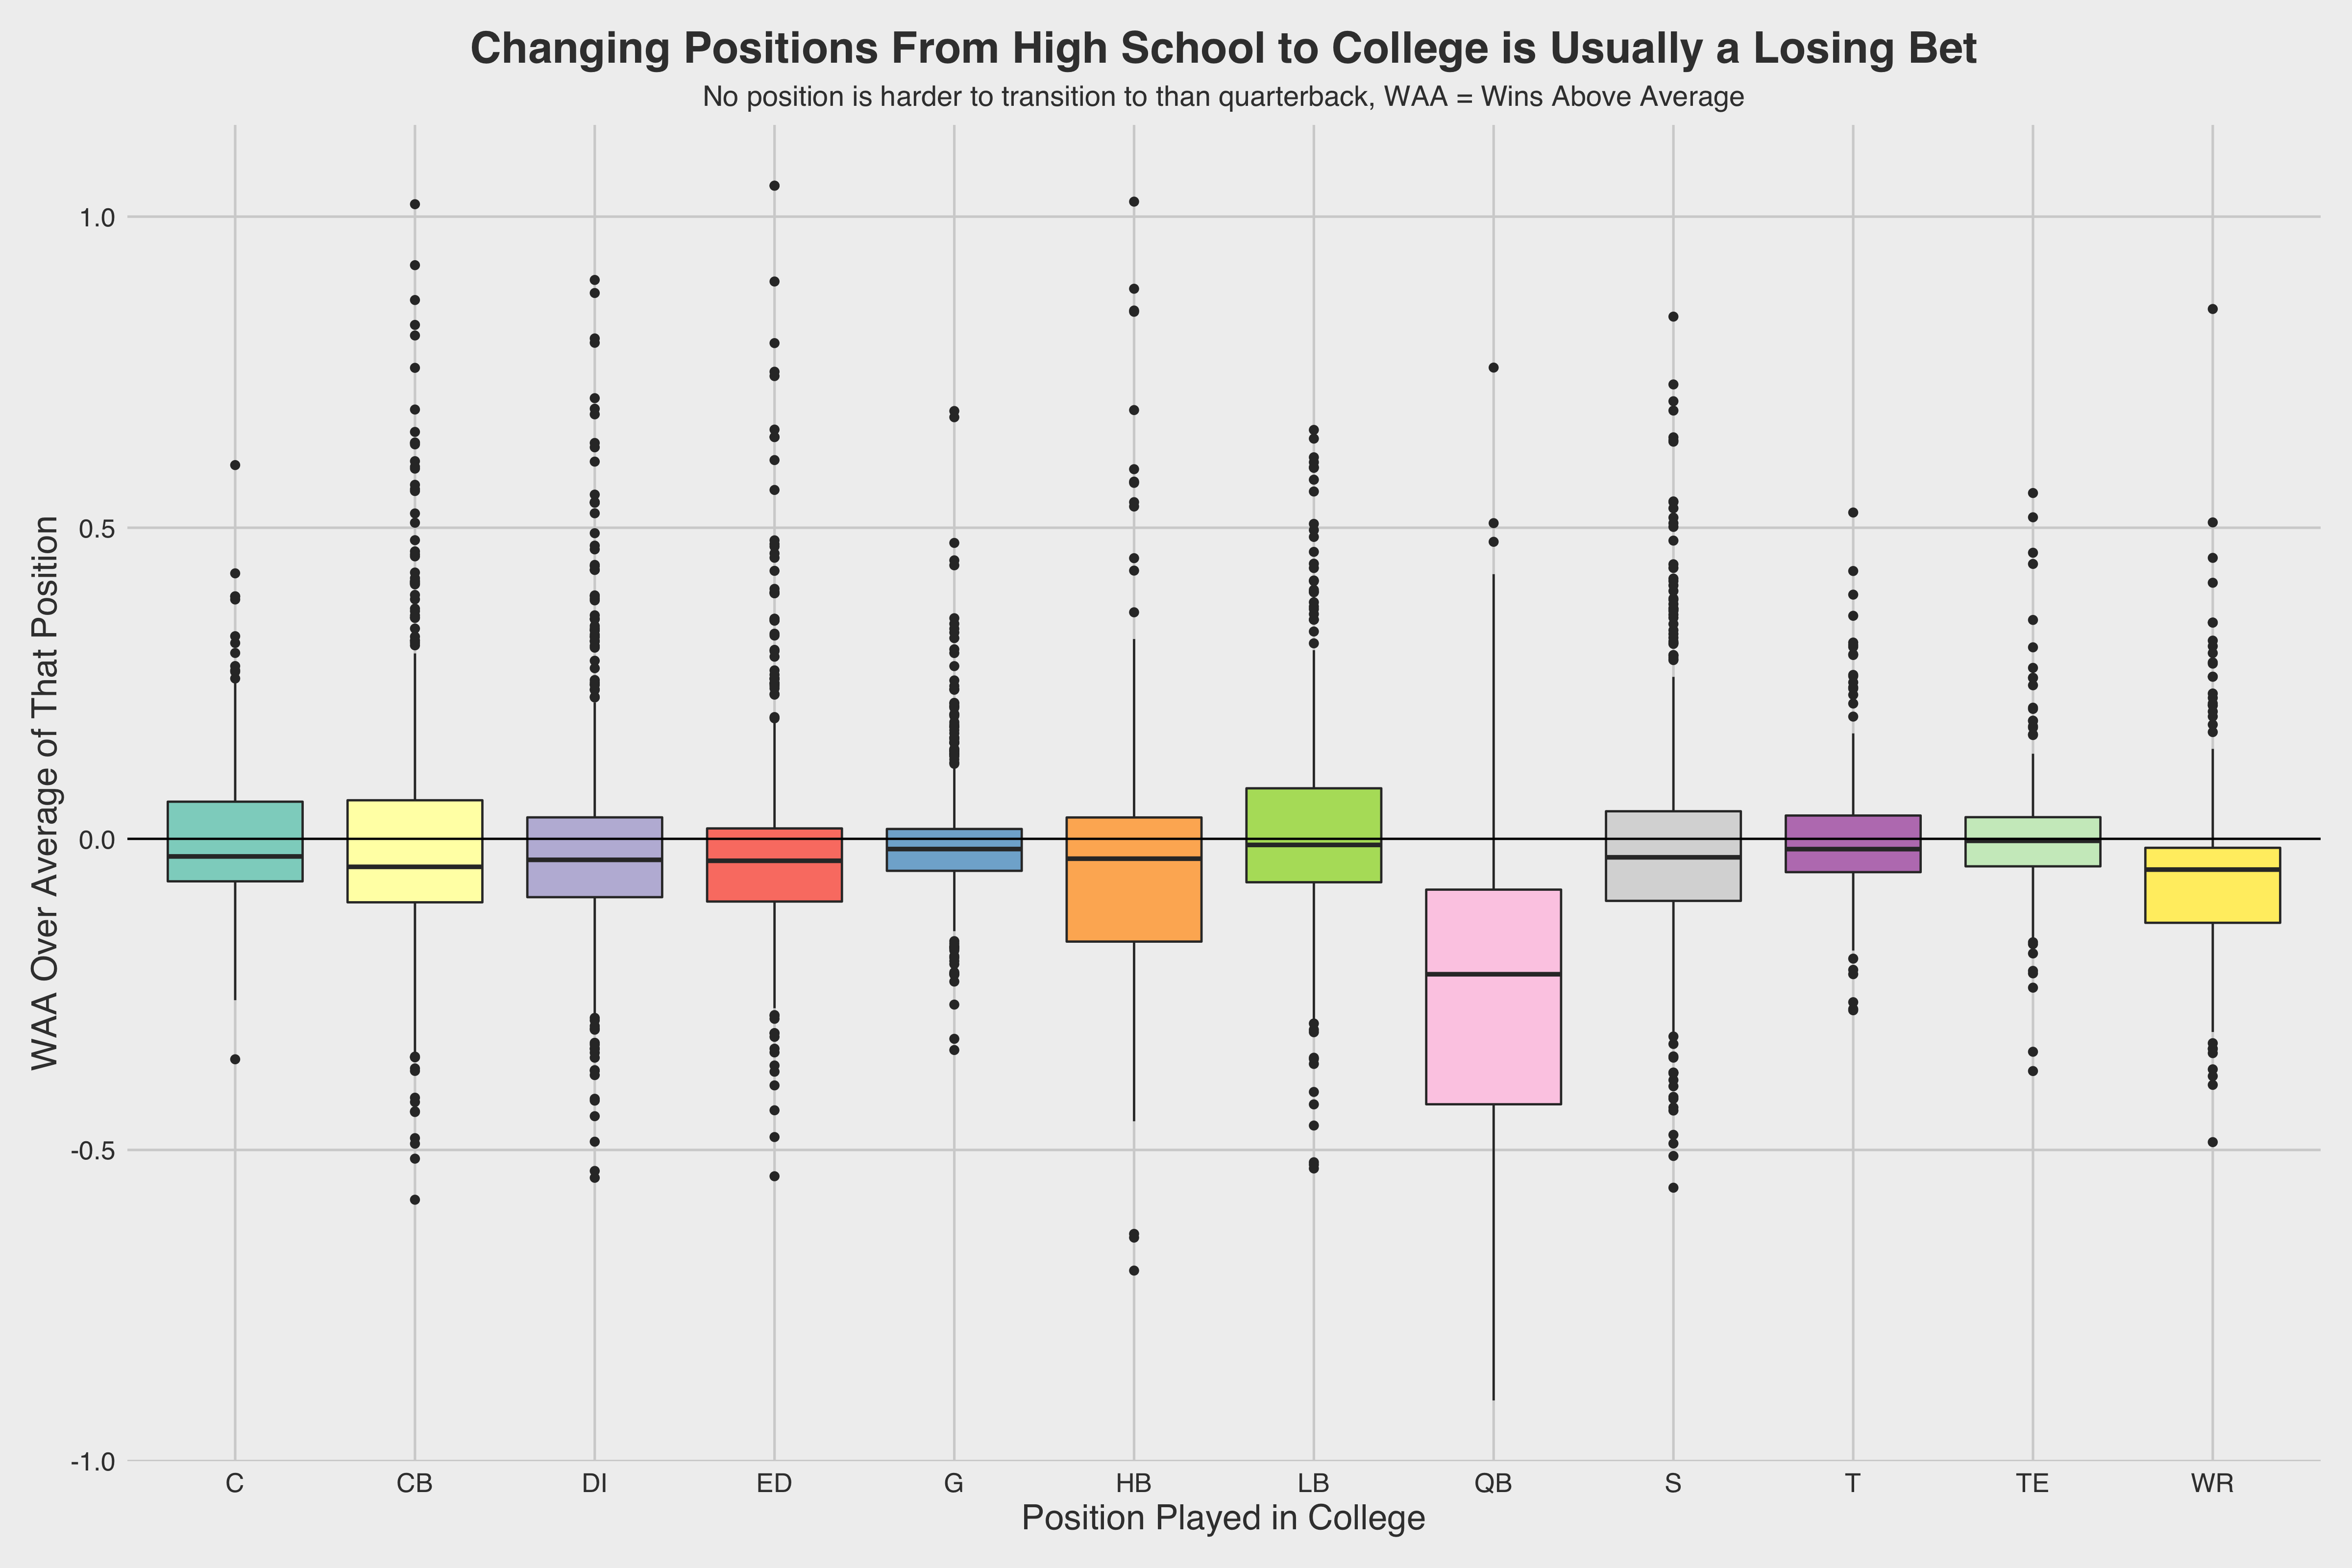 Changing Positions From High School to College is Usually a Losing Bet
No position is harder to transition to than quarterback, WAA = Wins Above Average
WAA Over Average of That Position
1.0
0.5
0.0
-0.5
-1.0
C CB DI ED G HB LB QB S T TE WR
Position Played in College